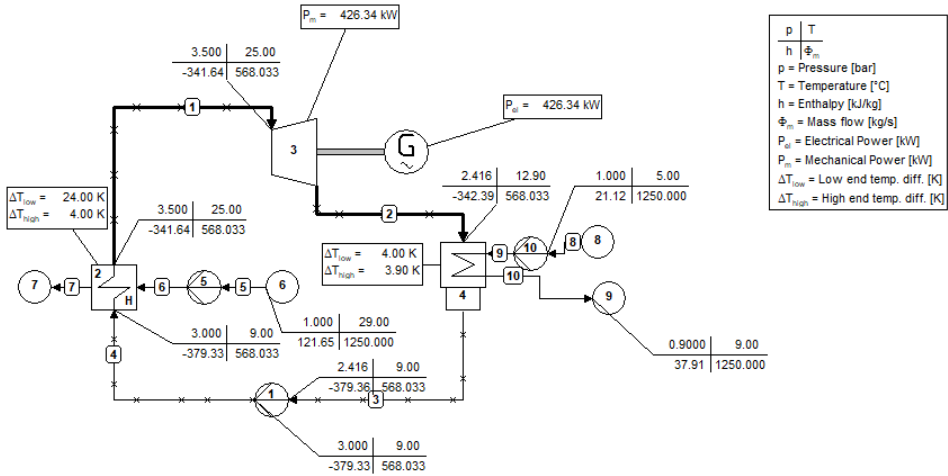 P_m = 426.34 kW
3.500 25.00
-341.64 568.033
1
P_el = 426.34 kW
3
G
~
2.416 12.90
-342.39 568.033
1.000 5.00
21.12 1250.000
ΔT_low = 24.00 K
ΔT_high = 4.00 K
3.500 25.00
-341.64 568.033
2
ΔT_low = 4.00 K
ΔT_high = 3.90 K
9 10 8 8
10
7 7 2 H 6 5 5 6
4
9
4
3.000 9.00
-379.33 568.033
1.000 29.00
121.65 1250.000
0.9000 9.00
37.91 1250.000
2.416 9.00
-379.36 568.033
1 3
3.000 9.00
-379.33 568.033
p T
h Φ_m
p = Pressure [bar]
T = Temperature [°C]
h = Enthalpy [kJ/kg]
Φ_m = Mass flow [kg/s]
P_el = Electrical Power [kW]
P_m = Mechanical Power [kW]
ΔT_low = Low end temp. diff. [K]
ΔT_high = High end temp. diff. [K]